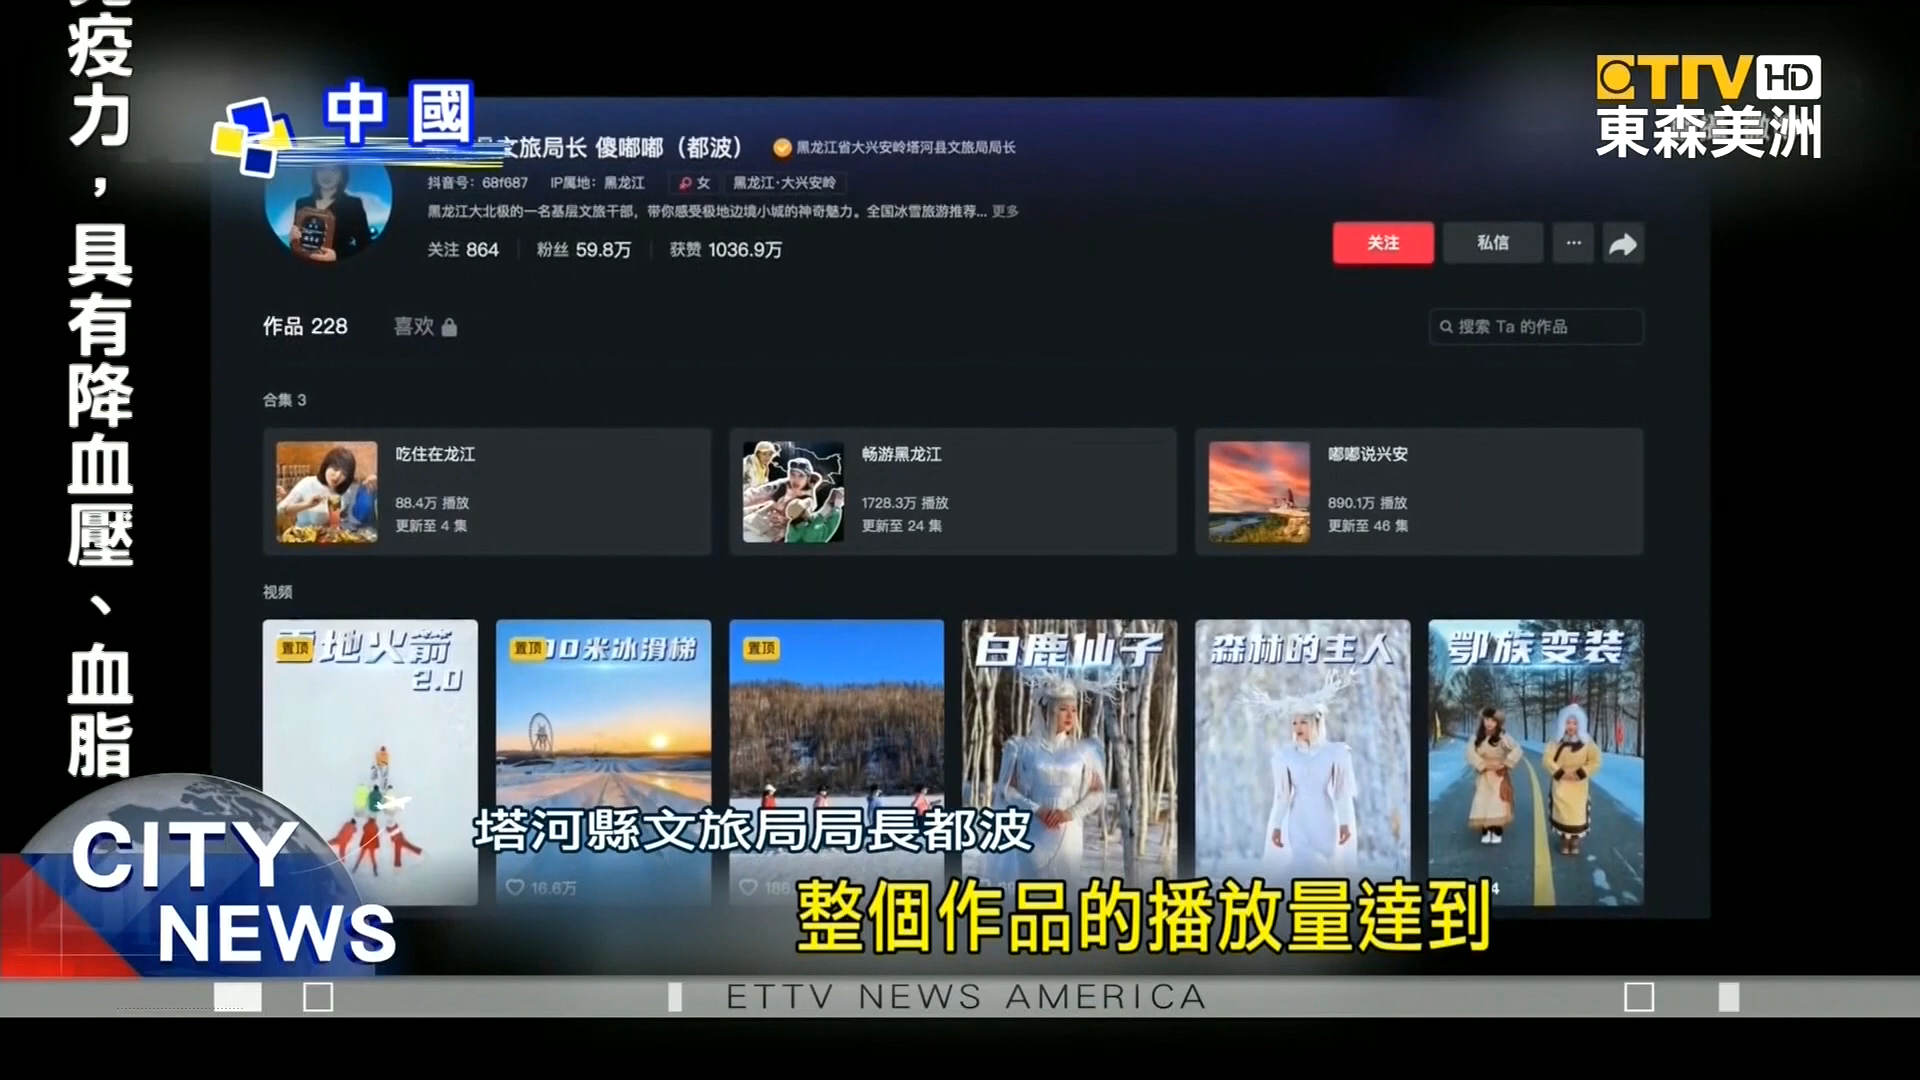 疫力，具有降血壓、血脂
中國
ETTV HD
東森美洲
文旅局长 傻嘟嘟（都波）
黑龙江省大兴安岭塔河县文旅局局长
抖音号：68f687 IP属地：黑龙江 女 黑龙江·大兴安岭
黑龙江大北极的一名基层文旅干部，带你感受极地边境小城的神奇魅力。全国冰雪旅游推荐... 更多
关注 864 粉丝 59.8万 获赞 1036.9万
关注 私信 ...
作品 228 喜欢
搜索 Ta 的作品
合集 3
吃住在龙江
88.4万 播放
更新至 4 集
畅游黑龙江
1728.3万 播放
更新至 24 集
嘟嘟说兴安
890.1万 播放
更新至 46 集
视频
置顶
地火箭
2.0
置顶
00米冰滑梯
置顶
白鹿仙子
森林的主人
鄂族变装
16.6万
塔河縣文旅局局長都波
整個作品的播放量達到
CITY
NEWS
ETTV NEWS AMERICA